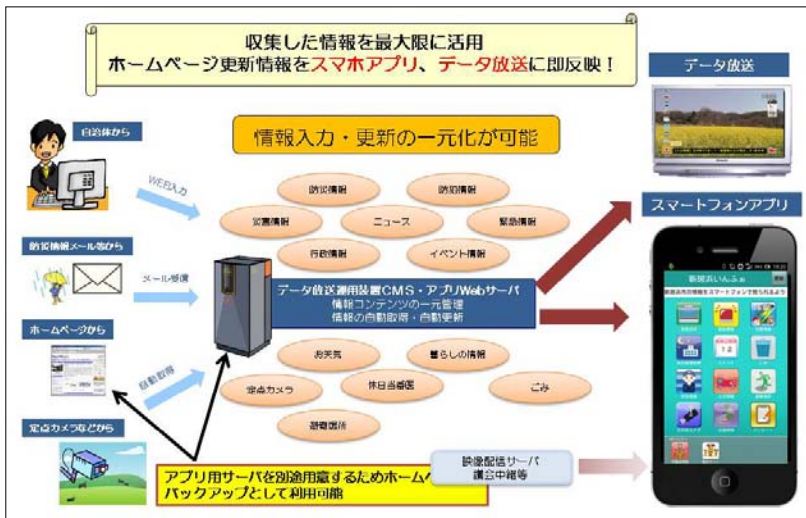 収集した情報を最大限に活用
ホームページ更新情報をスマホアプリ、データ放送に即反映！
データ放送
自治体から
情報入力・更新の一元化が可能
WEB入力
防災情報
防犯情報
災害情報
ニュース
緊急情報
スマートフォンアプリ
行政情報
イベント情報
防災情報メール等から
メール受信
データ放送運用装置CMS・アプリWebサーバ
情報コンテンツの一元管理
情報の自動取得・自動更新
新居浜いんふぉ
ホームページから
自動取得
お天気
暮らしの情報
定点カメラ
休日当番医
ごみ
避難場所
定点カメラなどから
アプリ用サーバを別途用意するためホームペ
バックアップとして利用可能
映像配信サーバ
議会中継等